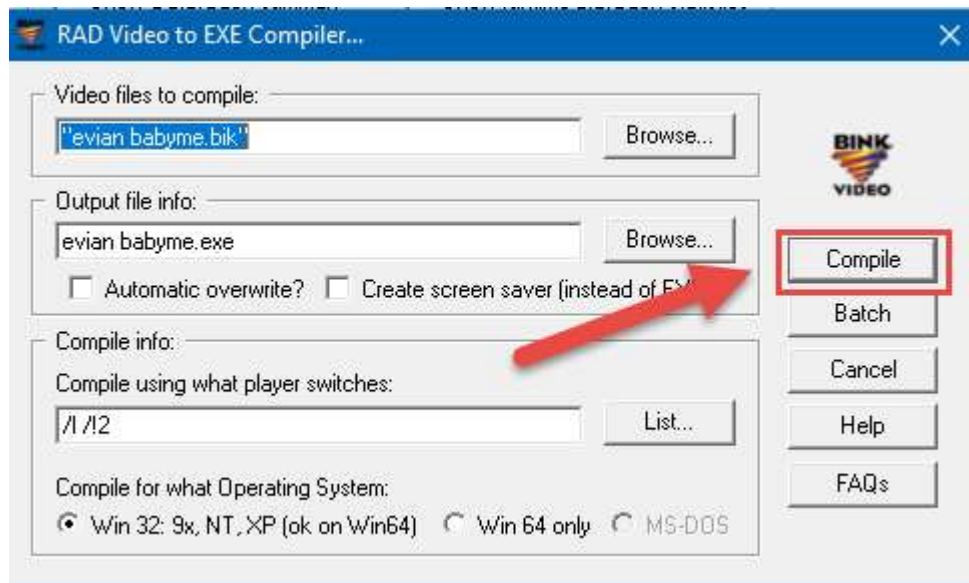 RAD Video to EXE Compiler...
Video files to compile:
"evian babyme.bik"
Browse...
BINK
VIDEO
Output file info:
evian babyme.exe
Browse...
Compile
Automatic overwrite?
Create screen saver (instead of
Batch
Compile info:
Cancel
Compile using what player switches:
List...
Help
Compile for what Operating System:
FAQs
Win 32: 9x, NT, XP (ok on Win64)
Win 64 only
MS-DOS